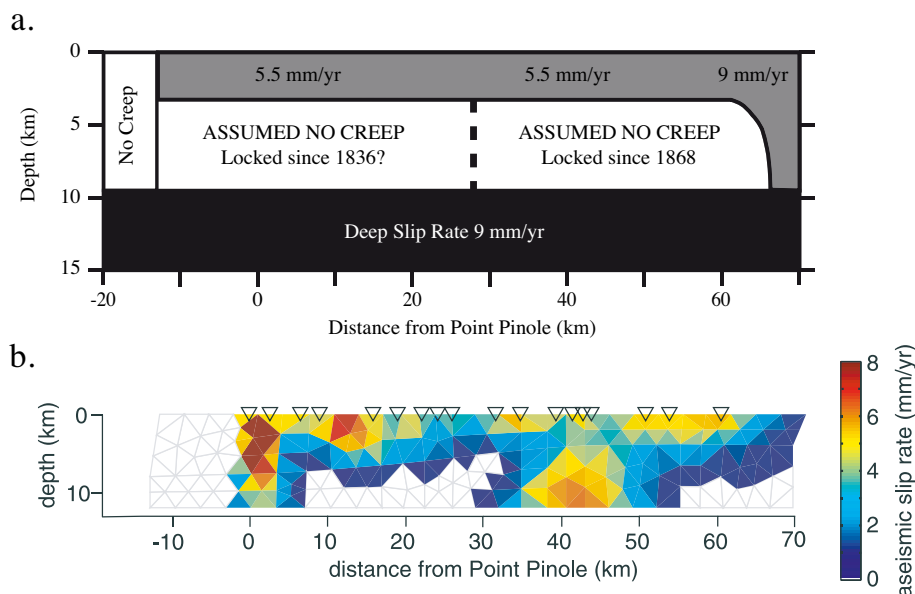 a.
0
5
10
15
Depth (km)
No Creep
5.5 mm/yr 5.5 mm/yr 9 mm/yr
ASSUMED NO CREEP ASSUMED NO CREEP
Locked since 1836? Locked since 1868
Deep Slip Rate 9 mm/yr
-20 0 20 40 60
Distance from Point Pinole (km)
b.
0
10
depth (km)
-10 0 10 20 30 40 50 60 70
distance from Point Pinole (km)
8
6
4
2
0
aseismic slip rate (mm/yr)